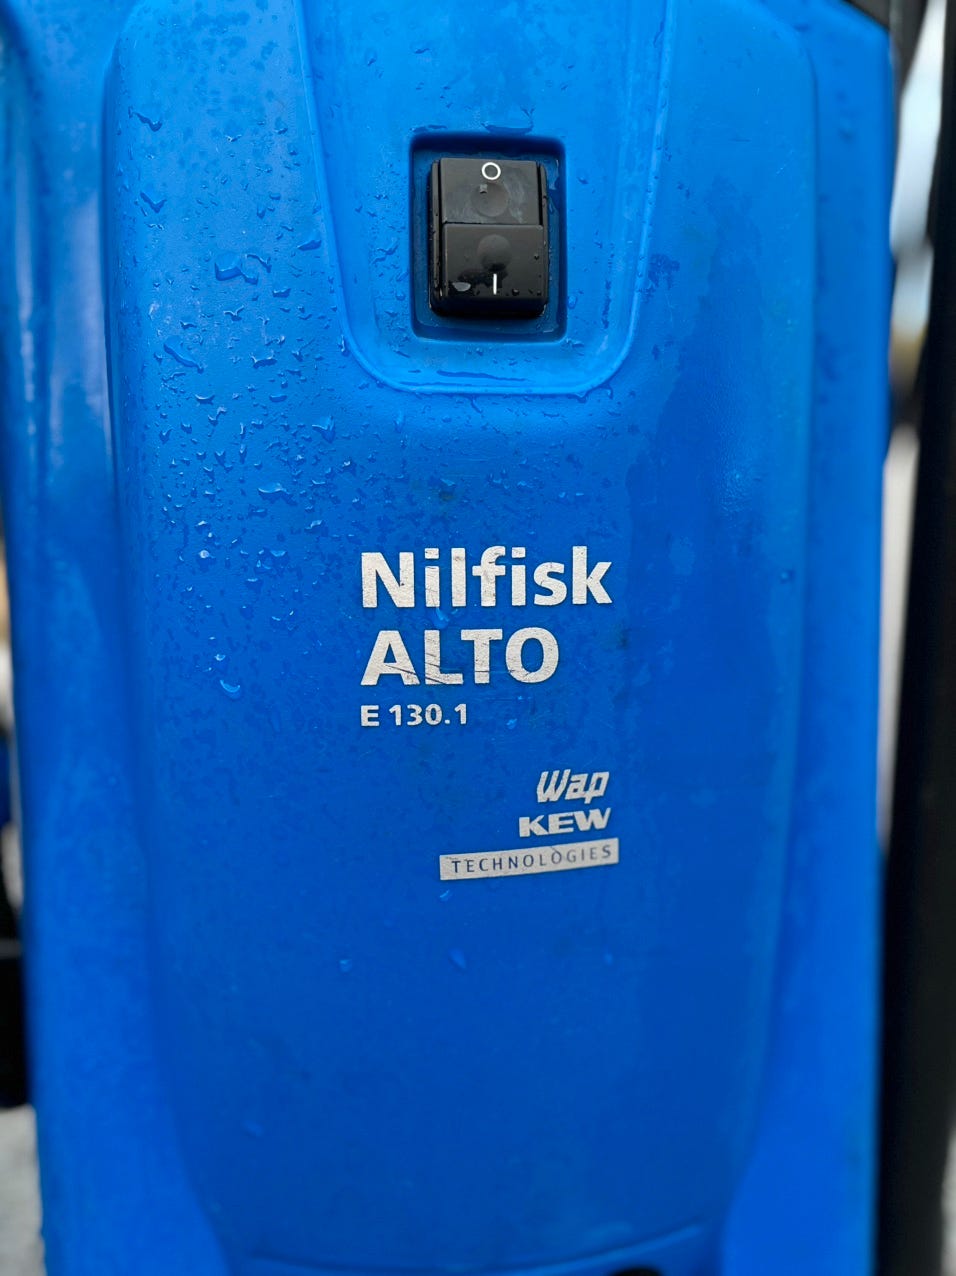 O
I
Nilfisk
ALTO
E 130.1
Wap
KEW
TECHNOLOGIES